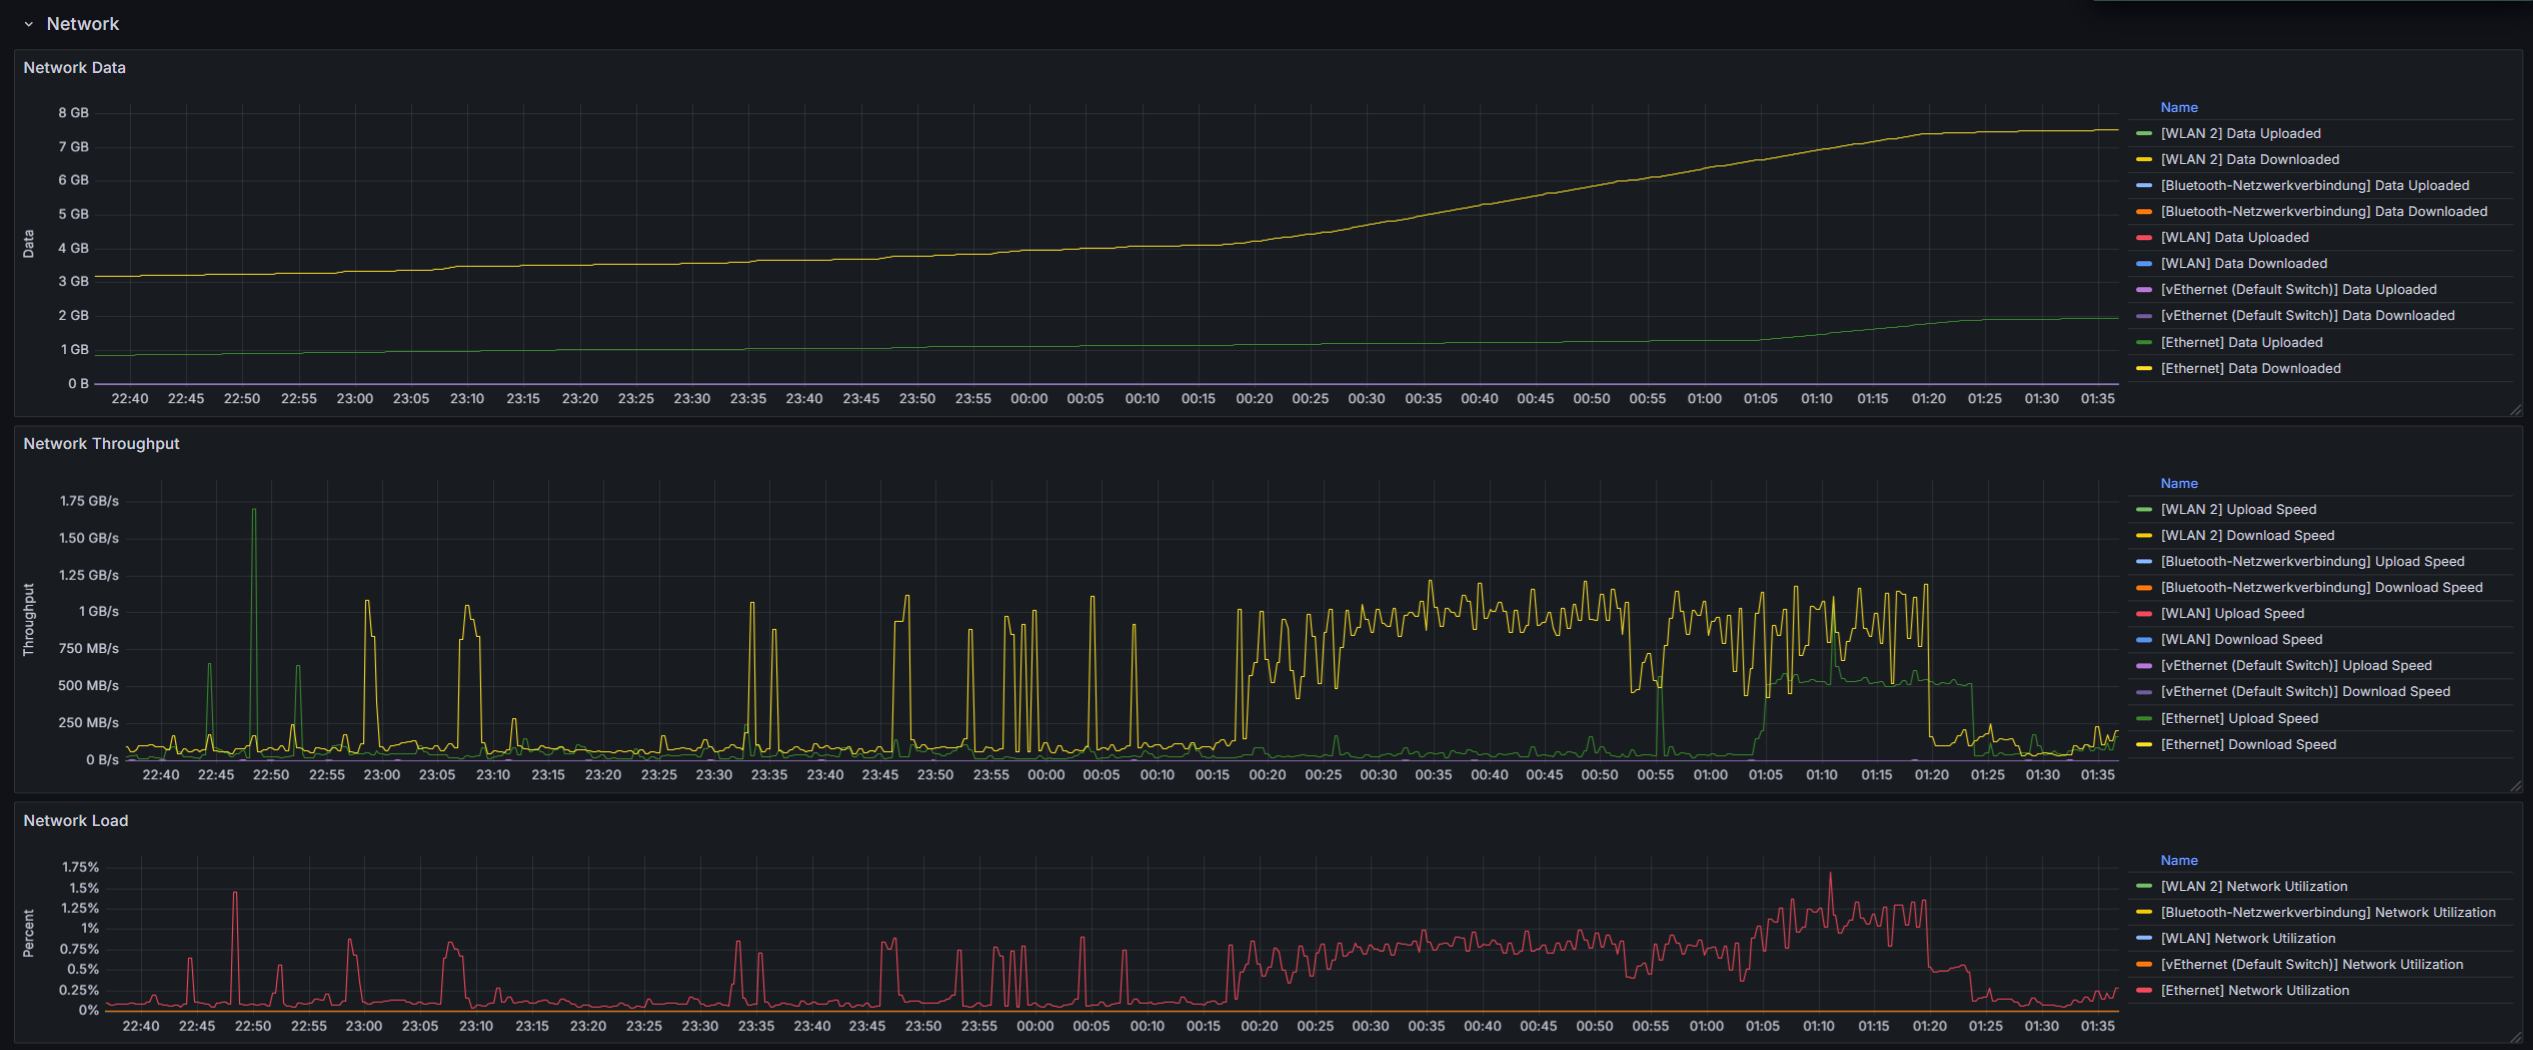 Network
Network Data
Data
8 GB
7 GB
6 GB
5 GB
4 GB
3 GB
2 GB
1 GB
0 B
22:40 22:45 22:50 22:55 23:00 23:05 23:10 23:15 23:20 23:25 23:30 23:35 23:40 23:45 23:50 23:55 00:00 00:05 00:10 00:15 00:20 00:25 00:30 00:35 00:40 00:45 00:50 00:55 01:00 01:05 01:10 01:15 01:20 01:25 01:30 01:35
Name
[WLAN 2] Data Uploaded
[WLAN 2] Data Downloaded
[Bluetooth-Netzwerkverbindung] Data Uploaded
[Bluetooth-Netzwerkverbindung] Data Downloaded
[WLAN] Data Uploaded
[WLAN] Data Downloaded
[vEthernet (Default Switch)] Data Uploaded
[vEthernet (Default Switch)] Data Downloaded
[Ethernet] Data Uploaded
[Ethernet] Data Downloaded
Network Throughput
Throughput
1.75 GB/s
1.50 GB/s
1.25 GB/s
1 GB/s
750 MB/s
500 MB/s
250 MB/s
0 B/s
22:40 22:45 22:50 22:55 23:00 23:05 23:10 23:15 23:20 23:25 23:30 23:35 23:40 23:45 23:50 23:55 00:00 00:05 00:10 00:15 00:20 00:25 00:30 00:35 00:40 00:45 00:50 00:55 01:00 01:05 01:10 01:15 01:20 01:25 01:30 01:35
Name
[WLAN 2] Upload Speed
[WLAN 2] Download Speed
[Bluetooth-Netzwerkverbindung] Upload Speed
[Bluetooth-Netzwerkverbindung] Download Speed
[WLAN] Upload Speed
[WLAN] Download Speed
[vEthernet (Default Switch)] Upload Speed
[vEthernet (Default Switch)] Download Speed
[Ethernet] Upload Speed
[Ethernet] Download Speed
Network Load
Percent
1.75%
1.5%
1.25%
1%
0.75%
0.5%
0.25%
0%
22:40 22:45 22:50 22:55 23:00 23:05 23:10 23:15 23:20 23:25 23:30 23:35 23:40 23:45 23:50 23:55 00:00 00:05 00:10 00:15 00:20 00:25 00:30 00:35 00:40 00:45 00:50 00:55 01:00 01:05 01:10 01:15 01:20 01:25 01:30 01:35
Name
[WLAN 2] Network Utilization
[Bluetooth-Netzwerkverbindung] Network Utilization
[WLAN] Network Utilization
[vEthernet (Default Switch)] Network Utilization
[Ethernet] Network Utilization